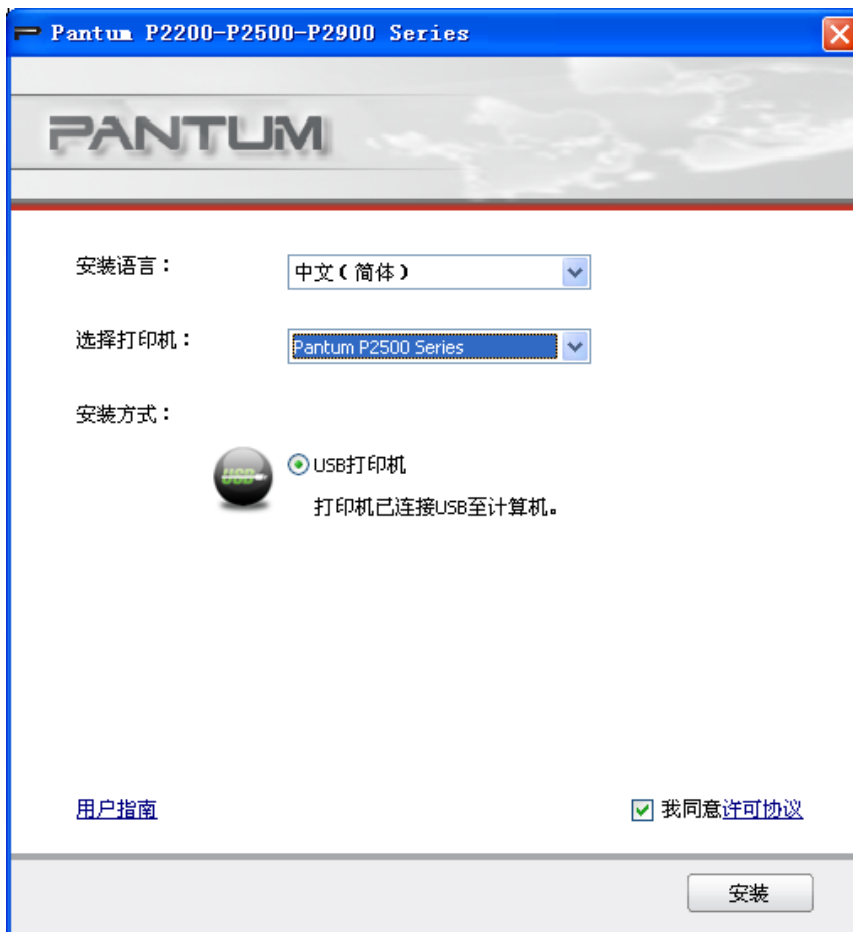 Pantum P2200-P2500-P2900 Series
PANTUM
安装语言：
中文（简体）
选择打印机：
Pantum P2500 Series
安装方式：
USB
USB打印机
打印机已连接USB至计算机。
用户指南
我同意许可协议
安装